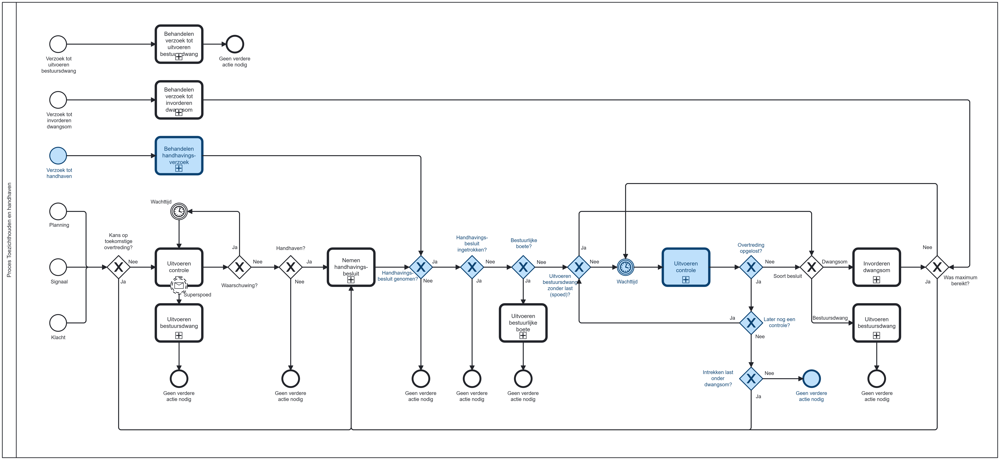 Proces Toezichthouden en handhaven
Verzoek tot
uitvoeren
bestuursdwang
Behandelen
verzoek tot
uitvoeren
bestuursdwang
Geen verdere
actie nodig
Verzoek tot
invorderen
dwangsom
Behandelen
verzoek tot
invorderen
dwangsom
Verzoek tot
handhaven
Behandelen
handhavings-
verzoek
Planning
Signaal
Klacht
Kans op
toekomstige
overtreding?
Nee
Ja
Wachttijd
Uitvoeren
controle
Superspoed
Uitvoeren
bestuursdwang
Geen verdere
actie nodig
Ja
Nee
Waarschuwing?
Handhaven?
Ja
Nee
Geen verdere
actie nodig
Nemen
handhavings-
besluit
Handhavings-
besluit genomen?
Ja
Nee
Geen verdere
actie nodig
Handhavings-
besluit
ingetrokken?
Nee
Ja
Geen verdere
actie nodig
Bestuurlijke
boete?
Nee
Ja
Uitvoeren
bestuurlijke
boete
Geen verdere
actie nodig
Uitvoeren
bestuursdwang
zonder last
(spoed)?
Ja
Nee
Wachttijd
Uitvoeren
controle
Overtreding
opgelost?
Nee
Ja
Later nog een
controle?
Ja
Nee
Intrekken last
onder
dwangsom?
Nee
Ja
Geen verdere
actie nodig
Soort besluit
Dwangsom
Bestuursdwang
Invorderen
dwangsom
Uitvoeren
bestuursdwang
Geen verdere
actie nodig
Nee
Ja
Was maximum
bereikt?